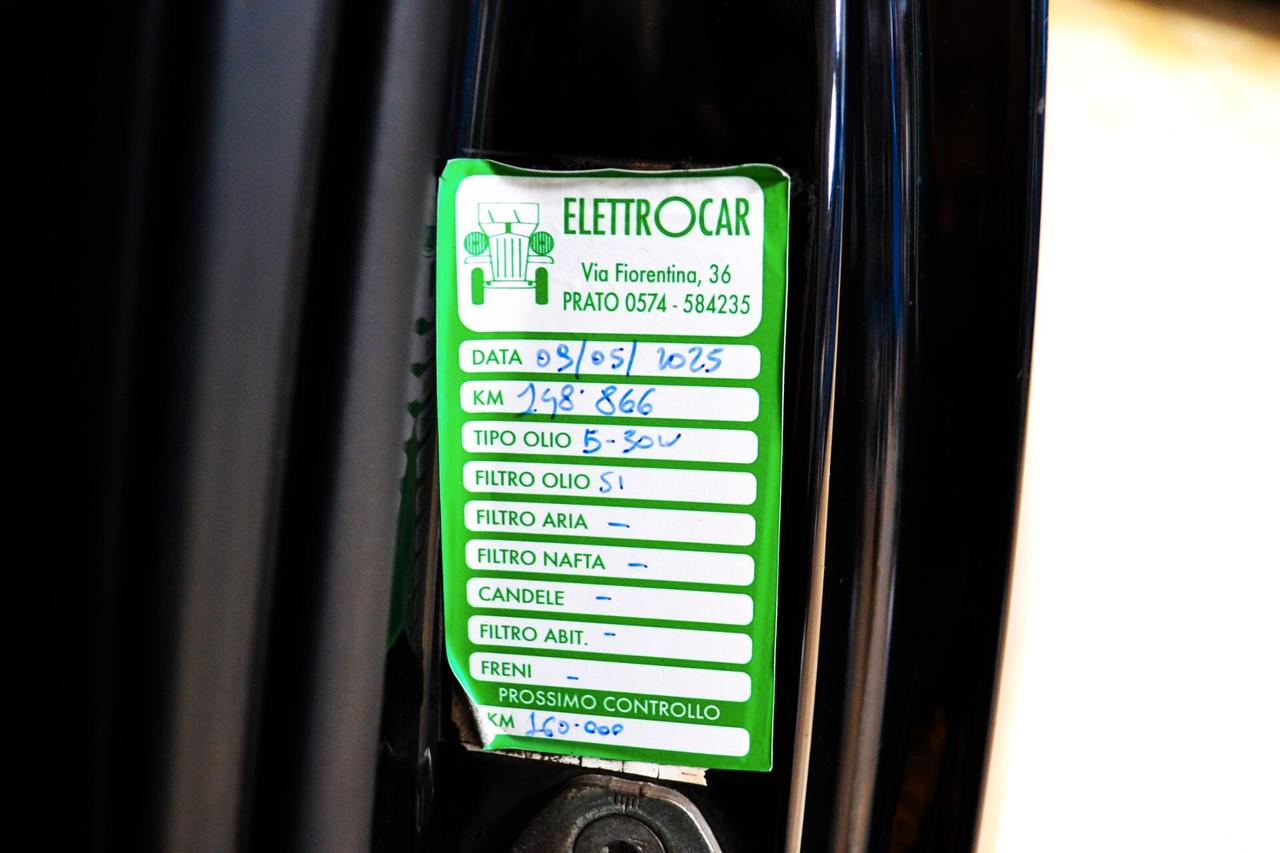 ELETTROCAR
Via Fiorentina, 36
PRATO 0574 - 584235
DATA 09/05/2025
KM 148.866
TIPO OLIO 5-30W
FILTRO OLIO SI
FILTRO ARIA -
FILTRO NAFTA -
CANDELE -
FILTRO ABIT. -
FRENI -
PROSSIMO CONTROLLO
KM 160.000